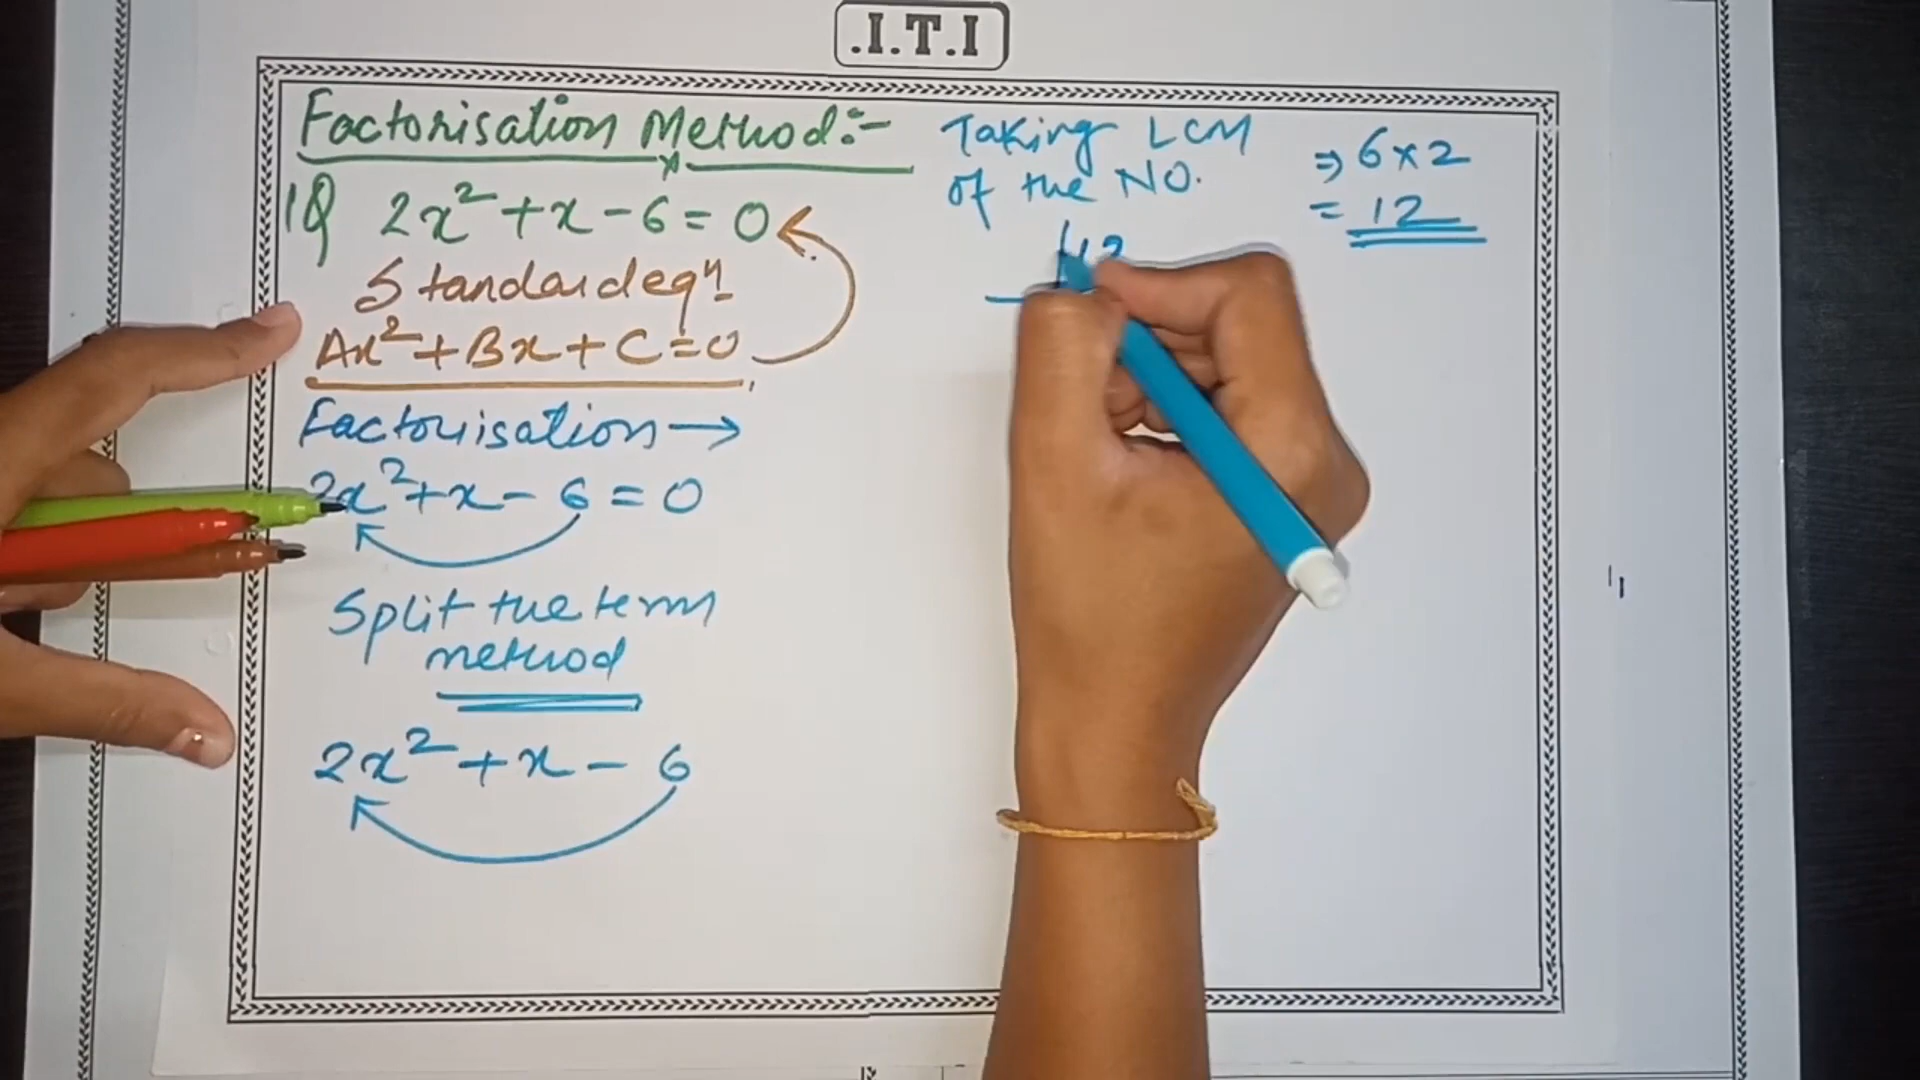 .I.T.I
Factorisation Method:-
1Q 2x²+x-6=0
Standard eqn.
Ax²+Bx+C=0
Factorisation→
2x²+x-6=0
Split the term
method
2x²+x-6
Taking LCM
of the NO.
⇒6×2
=12